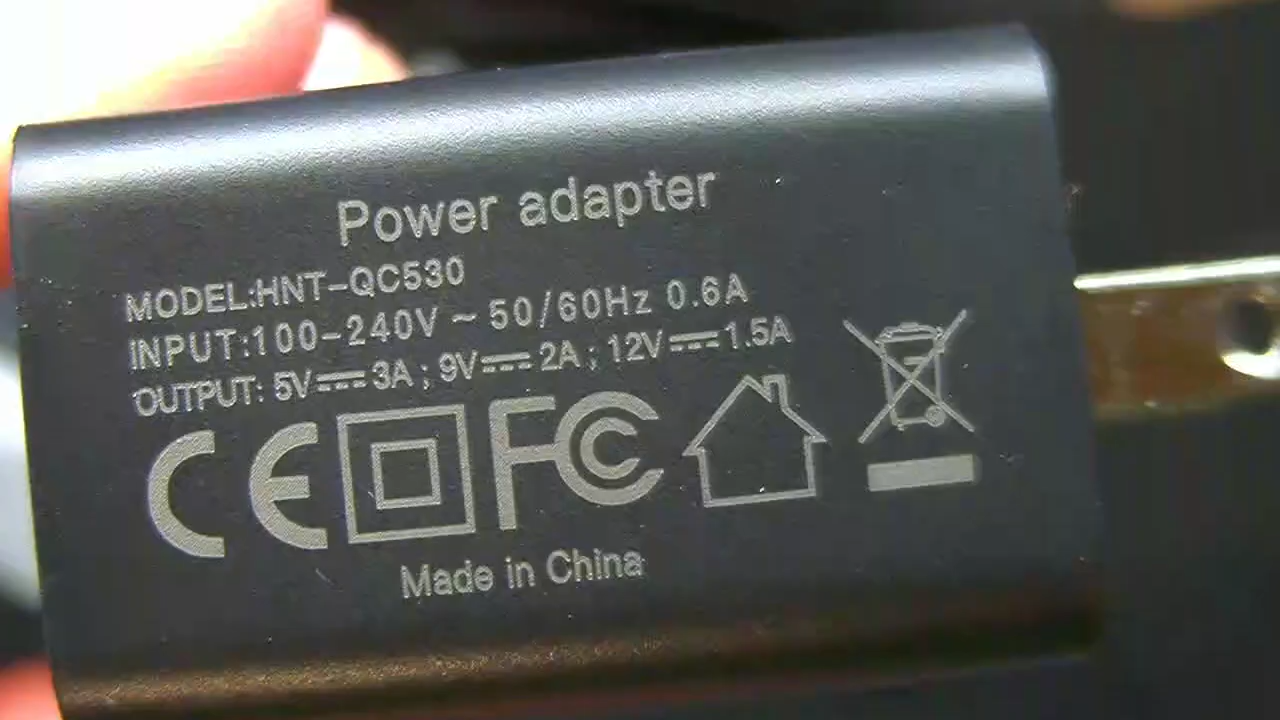 Power adapter
MODEL:HNT-QC530
INPUT:100-240V ~ 50/60Hz 0.6A
OUTPUT: 5V⎓3A ; 9V⎓2A ; 12V⎓1.5A
CE FCC
Made in China